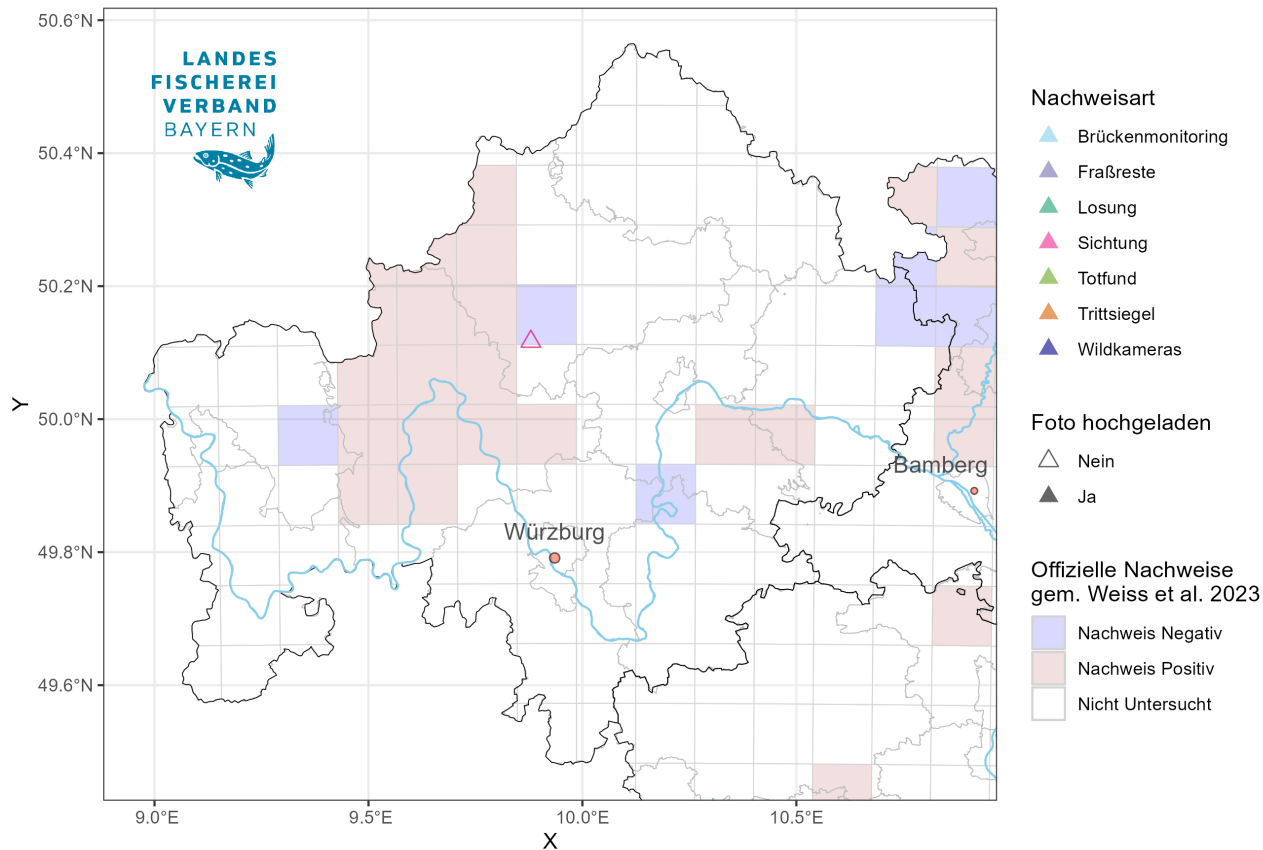 LANDES
FISCHEREI
VERBAND
BAYERN
50.6°N
50.4°N
50.2°N
50.0°N
49.8°N
49.6°N
Y
Bamberg
Würzburg
9.0°E
9.5°E
10.0°E
10.5°E
X
Nachweisart
Brückenmonitoring
Fraßreste
Losung
Sichtung
Totfund
Trittsiegel
Wildkameras
Foto hochgeladen
Nein
Ja
Offizielle Nachweise
gem. Weiss et al. 2023
Nachweis Negativ
Nachweis Positiv
Nicht Untersucht